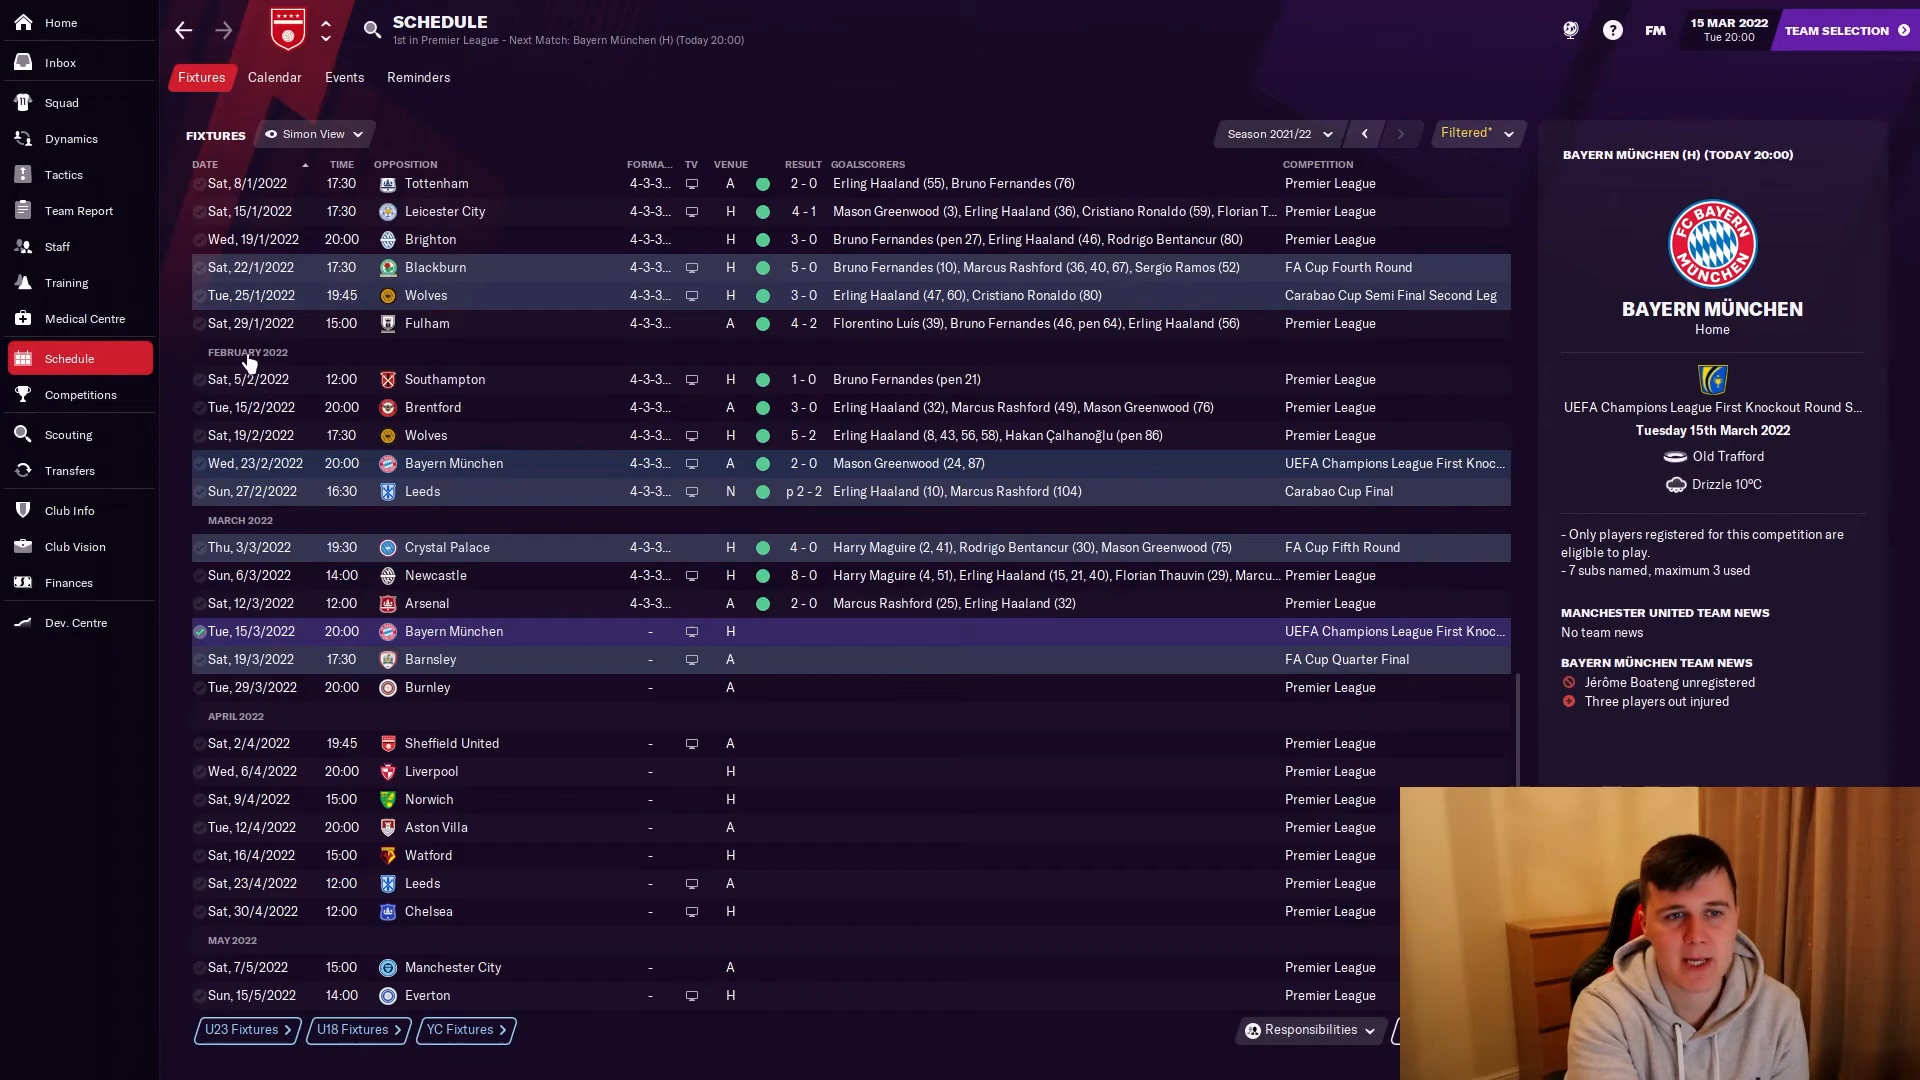 Home
Inbox
Squad
Dynamics
Tactics
Team Report
Staff
Training
Medical Centre
Schedule
Competitions
Scouting
Transfers
Club Info
Club Vision
Finances
Dev. Centre
SCHEDULE
1st in Premier League - Next Match: Bayern München (H) (Today 20:00)
? FM 15 MAR 2022 Tue 20:00 TEAM SELECTION
Fixtures Calendar Events Reminders
FIXTURES Simon View Season 2021/22 Filtered*
DATE TIME OPPOSITION FORMA... TV VENUE RESULT GOALSCORERS COMPETITION
Sat, 8/1/2022 17:30 Tottenham 4-3-3... A 2 - 0 Erling Haaland (55), Bruno Fernandes (76) Premier League
Sat, 15/1/2022 17:30 Leicester City 4-3-3... H 4 - 1 Mason Greenwood (3), Erling Haaland (36), Cristiano Ronaldo (59), Florian T... Premier League
Wed, 19/1/2022 20:00 Brighton 4-3-3... H 3 - 0 Bruno Fernandes (pen 27), Erling Haaland (46), Rodrigo Bentancur (80) Premier League
Sat, 22/1/2022 17:30 Blackburn 4-3-3... H 5 - 0 Bruno Fernandes (10), Marcus Rashford (36, 40, 67), Sergio Ramos (52) FA Cup Fourth Round
Tue, 25/1/2022 19:45 Wolves 4-3-3... H 3 - 0 Erling Haaland (47, 60), Cristiano Ronaldo (80) Carabao Cup Semi Final Second Leg
Sat, 29/1/2022 15:00 Fulham 4-3-3... A 4 - 2 Florentino Luís (39), Bruno Fernandes (46, pen 64), Erling Haaland (56) Premier League
FEBRUARY 2022
Sat, 5/2/2022 12:00 Southampton 4-3-3... H 1 - 0 Bruno Fernandes (pen 21) Premier League
Tue, 15/2/2022 20:00 Brentford 4-3-3... A 3 - 0 Erling Haaland (32), Marcus Rashford (49), Mason Greenwood (76) Premier League
Sat, 19/2/2022 17:30 Wolves 4-3-3... H 5 - 2 Erling Haaland (8, 43, 56, 58), Hakan Çalhanoğlu (pen 86) Premier League
Wed, 23/2/2022 20:00 Bayern München 4-3-3... A 2 - 0 Mason Greenwood (24, 87) UEFA Champions League First Knoc...
Sun, 27/2/2022 16:30 Leeds 4-3-3... N p 2 - 2 Erling Haaland (10), Marcus Rashford (104) Carabao Cup Final
MARCH 2022
Thu, 3/3/2022 19:30 Crystal Palace 4-3-3... H 4 - 0 Harry Maguire (2, 41), Rodrigo Bentancur (30), Mason Greenwood (75) FA Cup Fifth Round
Sun, 6/3/2022 14:00 Newcastle 4-3-3... H 8 - 0 Harry Maguire (4, 51), Erling Haaland (15, 21, 40), Florian Thauvin (29), Marcu... Premier League
Sat, 12/3/2022 12:00 Arsenal 4-3-3... A 2 - 0 Marcus Rashford (25), Erling Haaland (32) Premier League
Tue, 15/3/2022 20:00 Bayern München - H UEFA Champions League First Knoc...
Sat, 19/3/2022 17:30 Barnsley - A FA Cup Quarter Final
Tue, 29/3/2022 20:00 Burnley - A Premier League
APRIL 2022
Sat, 2/4/2022 19:45 Sheffield United - A Premier League
Wed, 6/4/2022 20:00 Liverpool - H Premier League
Sat, 9/4/2022 15:00 Norwich - H Premier League
Tue, 12/4/2022 20:00 Aston Villa - A Premier League
Sat, 16/4/2022 15:00 Watford - H Premier League
Sat, 23/4/2022 12:00 Leeds - A Premier League
Sat, 30/4/2022 12:00 Chelsea - H Premier League
MAY 2022
Sat, 7/5/2022 15:00 Manchester City - A Premier League
Sun, 15/5/2022 14:00 Everton - H Premier League
U23 Fixtures U18 Fixtures YC Fixtures Responsibilities
BAYERN MÜNCHEN (H) (TODAY 20:00)
FC BAYERN MÜNCHEN
BAYERN MÜNCHEN
Home
UEFA Champions League First Knockout Round S...
Tuesday 15th March 2022
Old Trafford
Drizzle 10°C
- Only players registered for this competition are
eligible to play.
- 7 subs named, maximum 3 used
MANCHESTER UNITED TEAM NEWS
No team news
BAYERN MÜNCHEN TEAM NEWS
Jérôme Boateng unregistered
Three players out injured